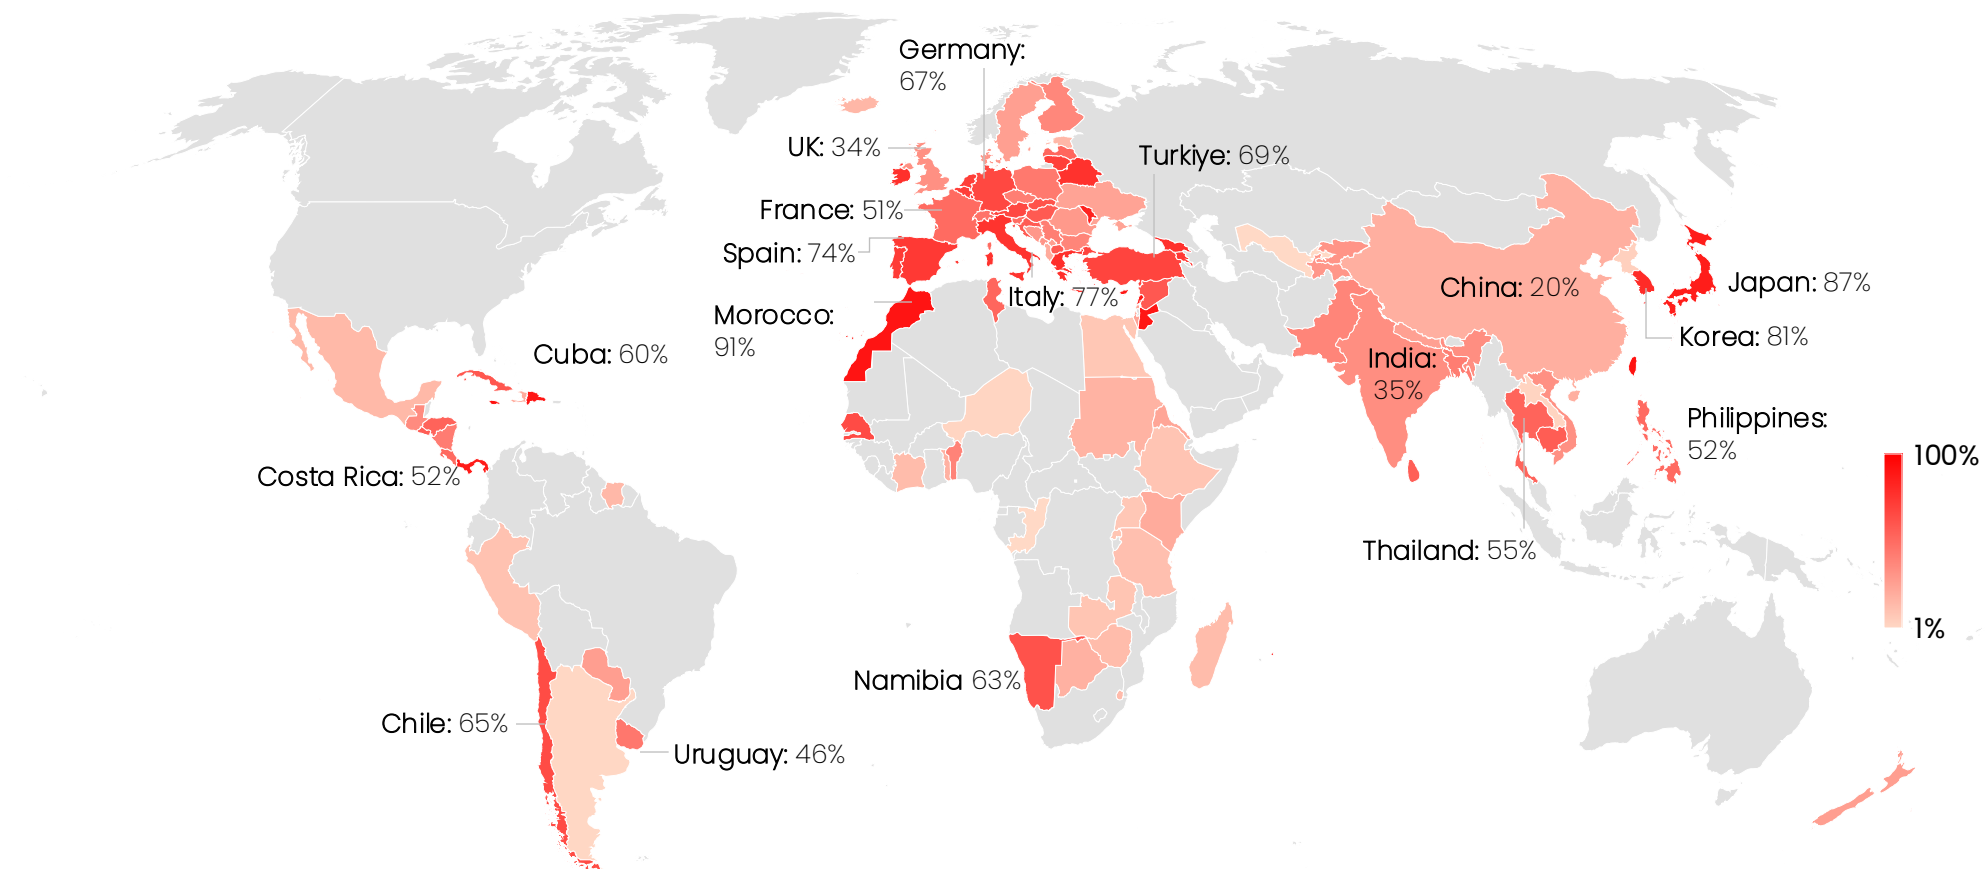 Germany:
67%
UK: 34%
Turkiye: 69%
France: 51%
Spain: 74%
Italy: 77%
China: 20%
Japan: 87%
Morocco:
91%
Korea: 81%
Cuba: 60%
India:
35%
Philippines:
52%
Costa Rica: 52%
100%
Thailand: 55%
1%
Namibia 63%
Chile: 65%
Uruguay: 46%